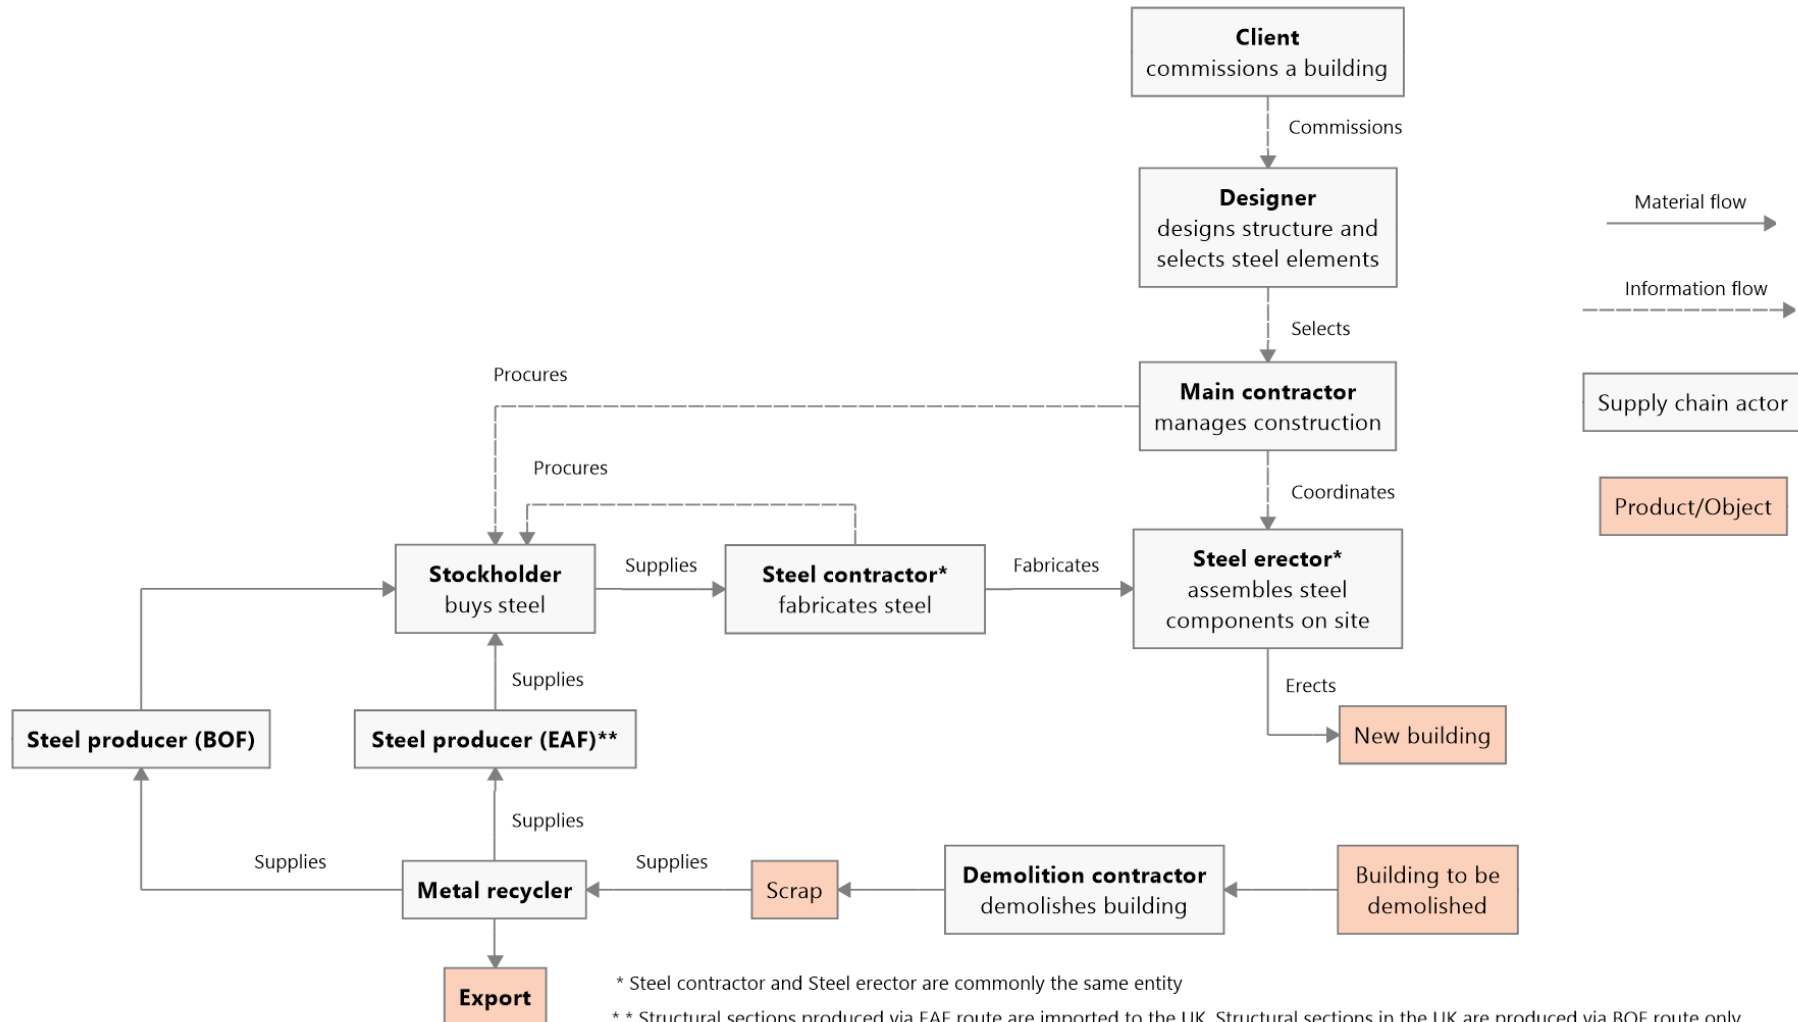 Client
commissions a building
Commissions
Designer
designs structure and
selects steel elements
Material flow
Information flow
Selects
Procures
Main contractor
manages construction
Supply chain actor
Procures
Coordinates
Product/Object
Stockholder
buys steel
Supplies
Steel contractor*
fabricates steel
Fabricates
Steel erector*
assembles steel
components on site
Supplies
Erects
Steel producer (BOF)
Steel producer (EAF)**
New building
Supplies
Supplies
Metal recycler
Supplies
Scrap
Demolition contractor
demolishes building
Building to be
demolished
Export
* Steel contractor and Steel erector are commonly the same entity
* * Structural sections produced via EAF route are imported to the UK. Structural sections in the UK are produced via BOF route only